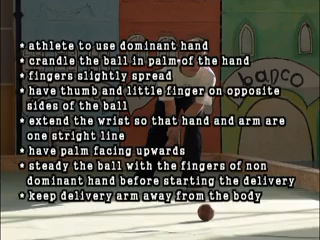 * athlete to use dominant hand
* crandle the ball in palm of the hand
* fingers slightly spread
* have thumb and little finger on opposite
sides of the ball
* extend the wrist so that hand and arm are
one stright line
* have palm facing upwards
* steady the ball with the fingers of non
dominant hand before starting the delivery
* keep delivery arm away from the body
banco